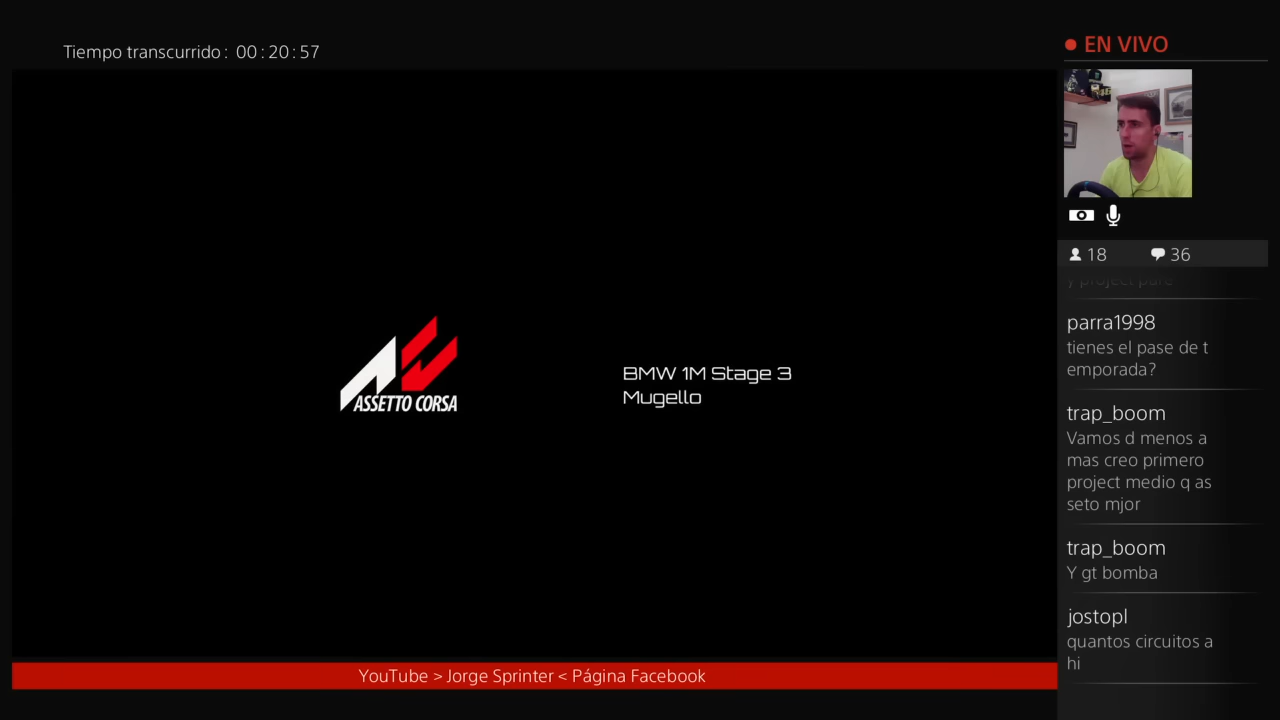 Tiempo transcurrido : 00 : 20 : 57
EN VIVO
18 36
y project pare
parra1998
tienes el pase de t
emporada?
trap_boom
Vamos d menos a
mas creo primero
project medio q as
seto mjor
trap_boom
Y gt bomba
jostopl
quantos circuitos a
hi
ASSETTO CORSA
BMW 1M Stage 3
Mugello
YouTube > Jorge Sprinter < Página Facebook